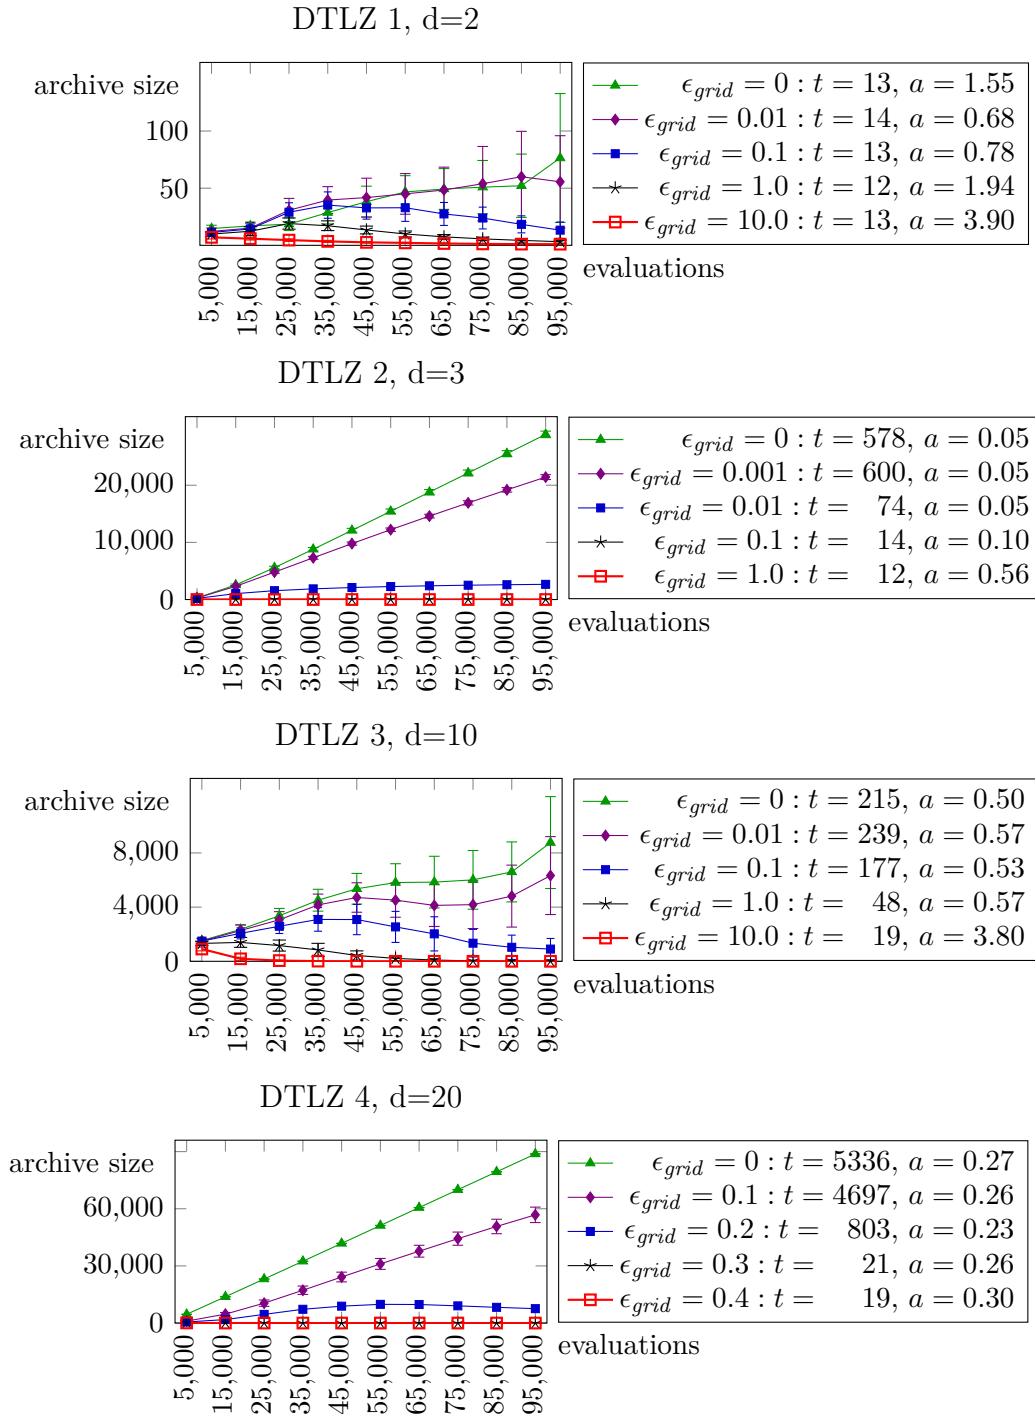 DTLZ 1, d=2
archive size
100
50
5,000
15,000
25,000
35,000
45,000
55,000
65,000
75,000
85,000
95,000
evaluations
ϵ_grid = 0 : t = 13, a = 1.55
ϵ_grid = 0.01 : t = 14, a = 0.68
ϵ_grid = 0.1 : t = 13, a = 0.78
ϵ_grid = 1.0 : t = 12, a = 1.94
ϵ_grid = 10.0 : t = 13, a = 3.90
DTLZ 2, d=3
archive size
20,000
10,000
0
5,000
15,000
25,000
35,000
45,000
55,000
65,000
75,000
85,000
95,000
evaluations
ϵ_grid = 0 : t = 578, a = 0.05
ϵ_grid = 0.001 : t = 600, a = 0.05
ϵ_grid = 0.01 : t = 74, a = 0.05
ϵ_grid = 0.1 : t = 14, a = 0.10
ϵ_grid = 1.0 : t = 12, a = 0.56
DTLZ 3, d=10
archive size
8,000
4,000
0
5,000
15,000
25,000
35,000
45,000
55,000
65,000
75,000
85,000
95,000
evaluations
ϵ_grid = 0 : t = 215, a = 0.50
ϵ_grid = 0.01 : t = 239, a = 0.57
ϵ_grid = 0.1 : t = 177, a = 0.53
ϵ_grid = 1.0 : t = 48, a = 0.57
ϵ_grid = 10.0 : t = 19, a = 3.80
DTLZ 4, d=20
archive size
60,000
30,000
0
5,000
15,000
25,000
35,000
45,000
55,000
65,000
75,000
85,000
95,000
evaluations
ϵ_grid = 0 : t = 5336, a = 0.27
ϵ_grid = 0.1 : t = 4697, a = 0.26
ϵ_grid = 0.2 : t = 803, a = 0.23
ϵ_grid = 0.3 : t = 21, a = 0.26
ϵ_grid = 0.4 : t = 19, a = 0.30